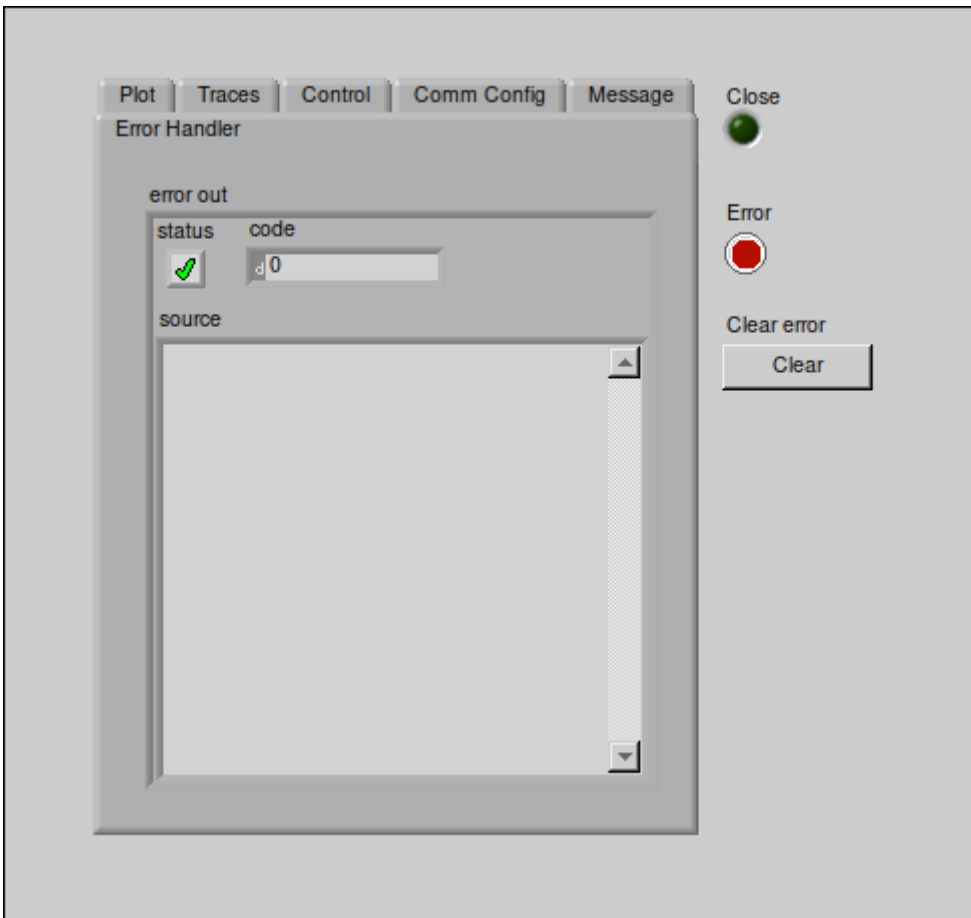 Plot Traces Control Comm Config Message
Error Handler
error out
status code
d 0
source
Close
Error
Clear error
Clear